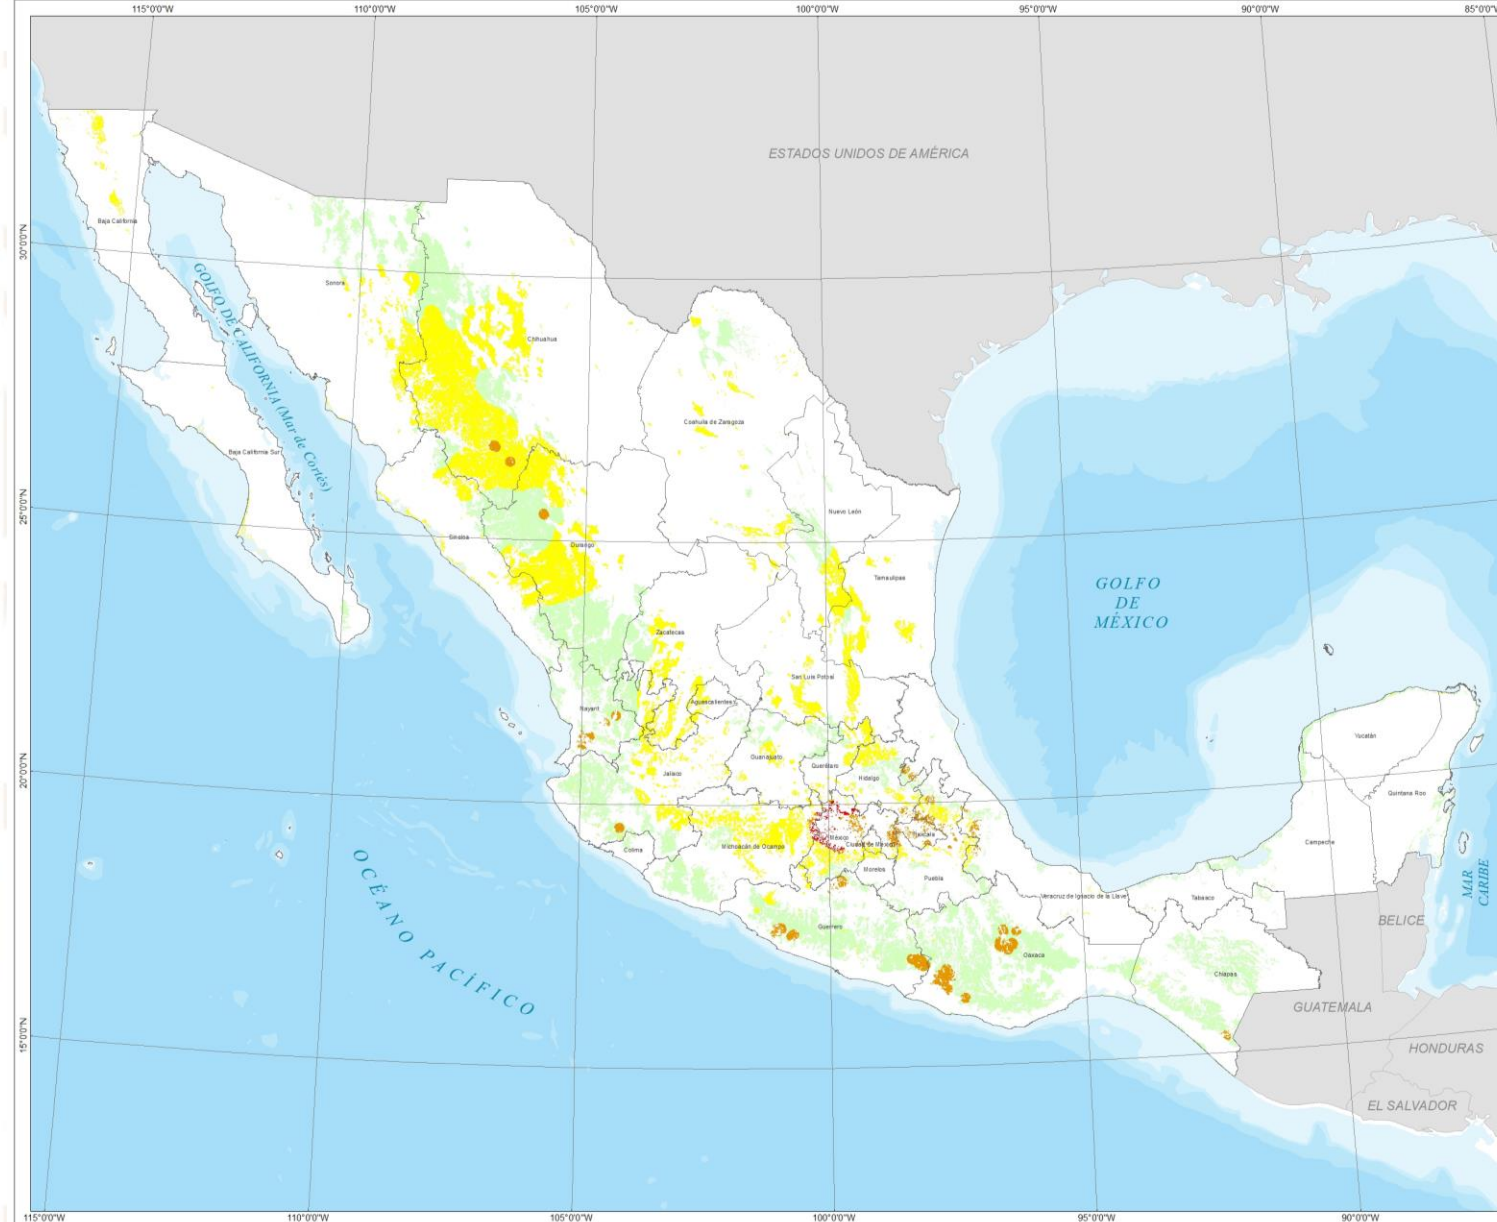 115°0'0"W 110°0'0"W 105°0'0"W 100°0'0"W 95°0'0"W 90°0'0"W 85°0'0"W
ESTADOS UNIDOS DE AMÉRICA
Baja California
30°0'0"N
Sonora
GOLFO DE CALIFORNIA (Mar de Cortés)
Chihuahua
Coahuila de Zaragoza
Baja California Sur
25°0'0"N
Nuevo León
Sinaloa
Durango
Tamaulipas
GOLFO
DE
MÉXICO
Zacatecas
San Luis Potosí
Nayarit
Aguascalientes
Yucatán
20°0'0"N
Guanajuato
Querétaro
Hidalgo
Jalisco
Quintana Roo
México
Tlaxcala
Colima
Michoacán de Ocampo
Ciudad de México
Campeche
Morelos
Puebla
MAR
CARIBE
Veracruz de Ignacio de la Llave
Tabasco
BELICE
Guerrero
Oaxaca
OCÉANO PACÍFICO
Chiapas
GUATEMALA
15°0'0"N
HONDURAS
EL SALVADOR
115°0'0"W 110°0'0"W 105°0'0"W 100°0'0"W 95°0'0"W 90°0'0"W